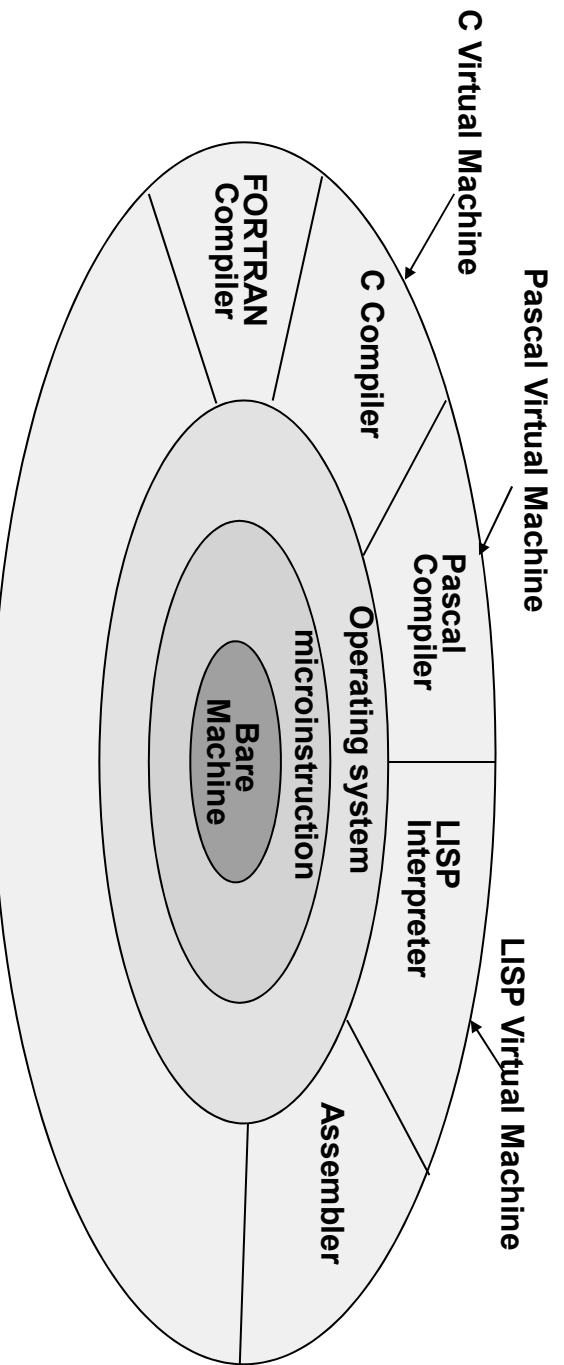 Pascal Virtual Machine
C Virtual Machine
LISP Virtual Machine
Pascal
Compiler
LISP
Interpreter
C Compiler
Operating system
Assembler
microinstruction
FORTRAN
Compiler
Bare
Machine